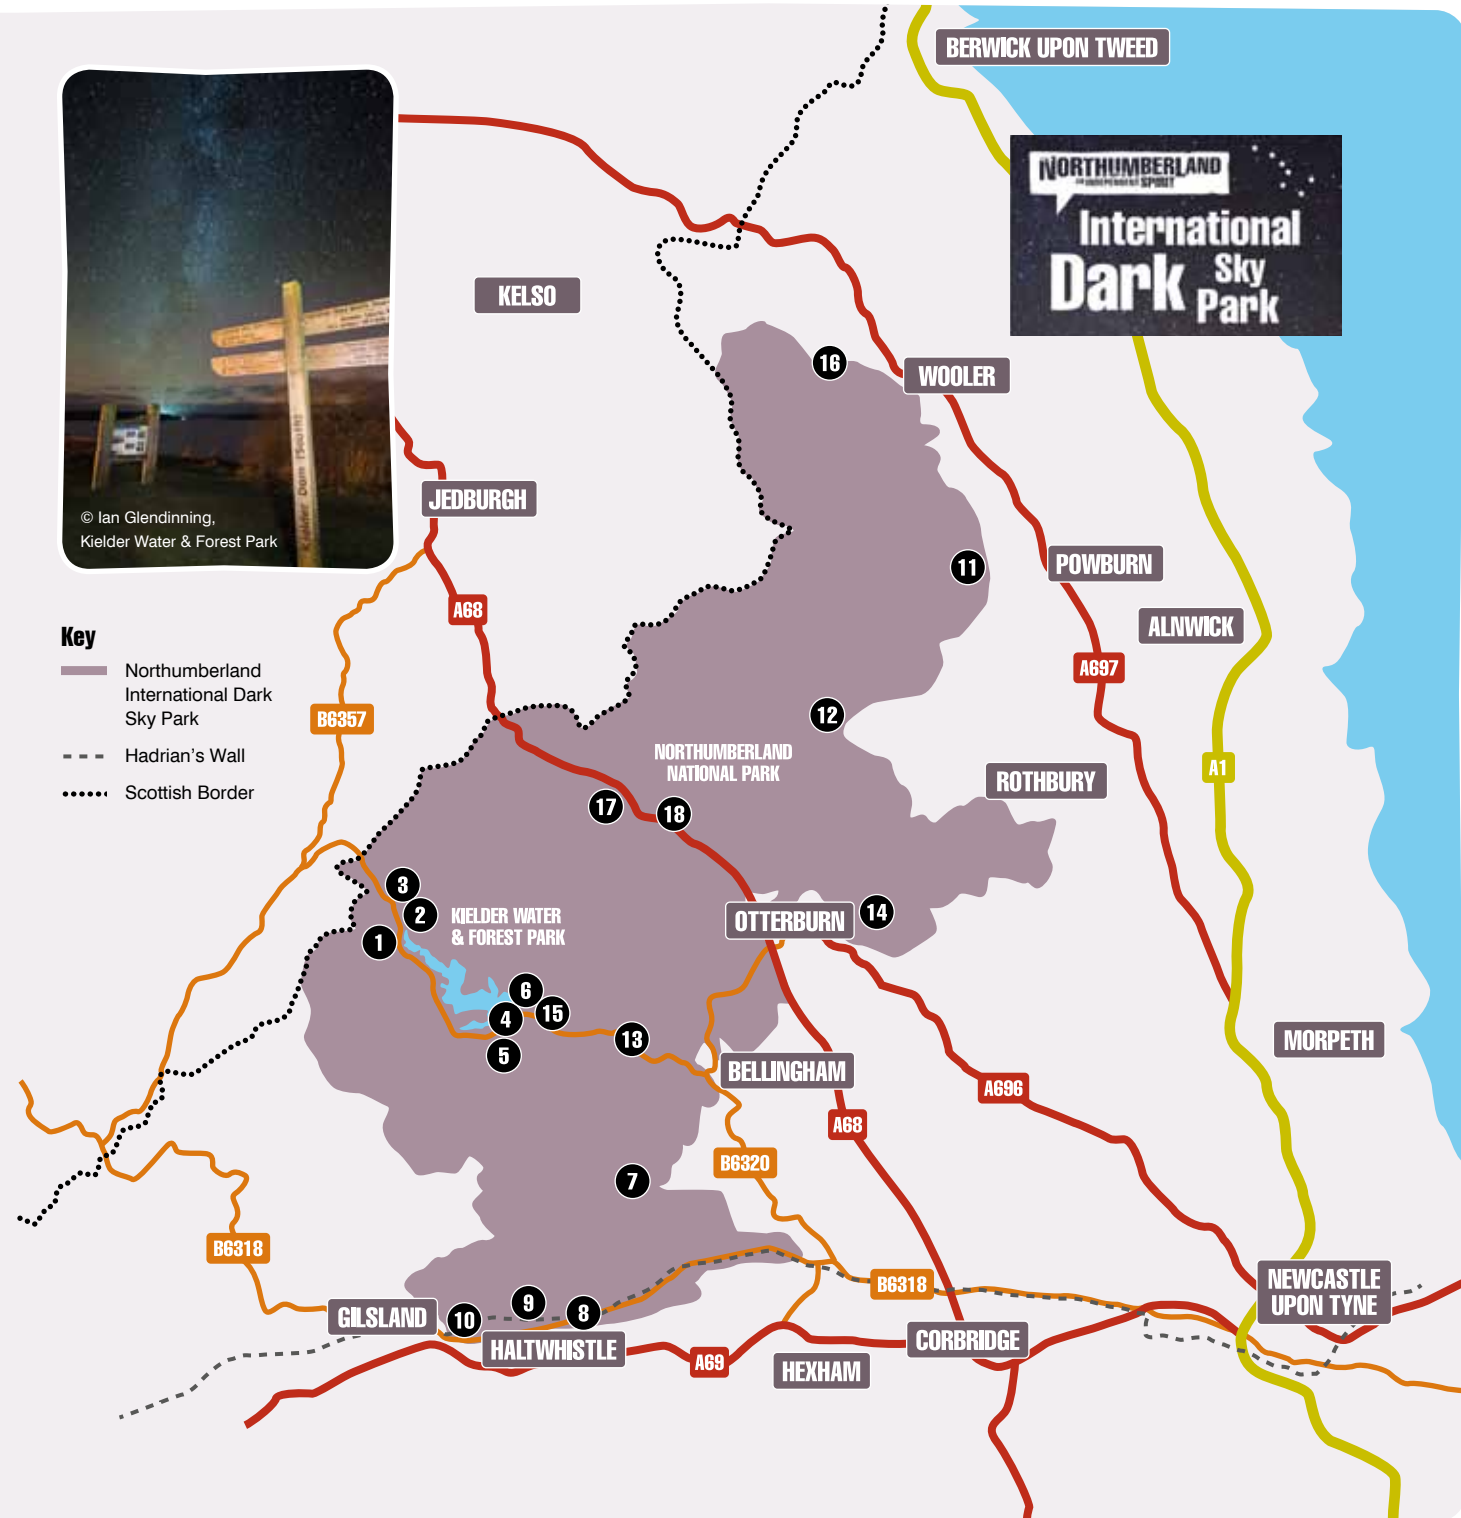 BERWICK UPON TWEED
NORTHUMBERLAND
AN INDEPENDENT SPIRIT
International
Dark Sky
Park
KELSO
16
WOOLER
JEDBURGH
© Ian Glendinning,
Kielder Water & Forest Park
11
POWBURN
A68
ALNWICK
Key
Northumberland
International Dark
Sky Park
Hadrian's Wall
Scottish Border
A697
B6357
12
NORTHUMBERLAND
NATIONAL PARK
A1
ROTHBURY
17
18
3
2
1
KIELDER WATER
& FOREST PARK
OTTERBURN
14
6
15
4
5
13
MORPETH
BELLINGHAM
A696
A68
B6320
7
B6318
B6318
NEWCASTLE
UPON TYNE
GILSLAND
10
9
8
HALTWHISTLE
A69
HEXHAM
CORBRIDGE